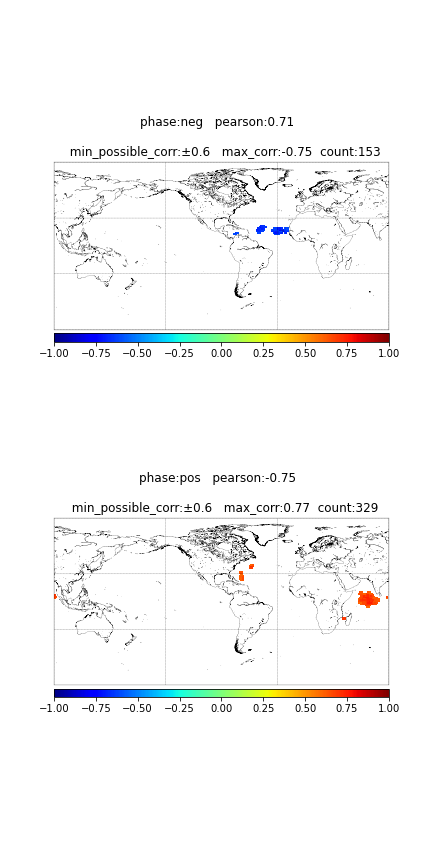 phase:neg   pearson:0.71
min_possible_corr:±0.6   max_corr:-0.75  count:153
−1.00 −0.75 −0.50 −0.25 0.00 0.25 0.50 0.75 1.00
phase:pos   pearson:-0.75
min_possible_corr:±0.6   max_corr:0.77  count:329
−1.00 −0.75 −0.50 −0.25 0.00 0.25 0.50 0.75 1.00